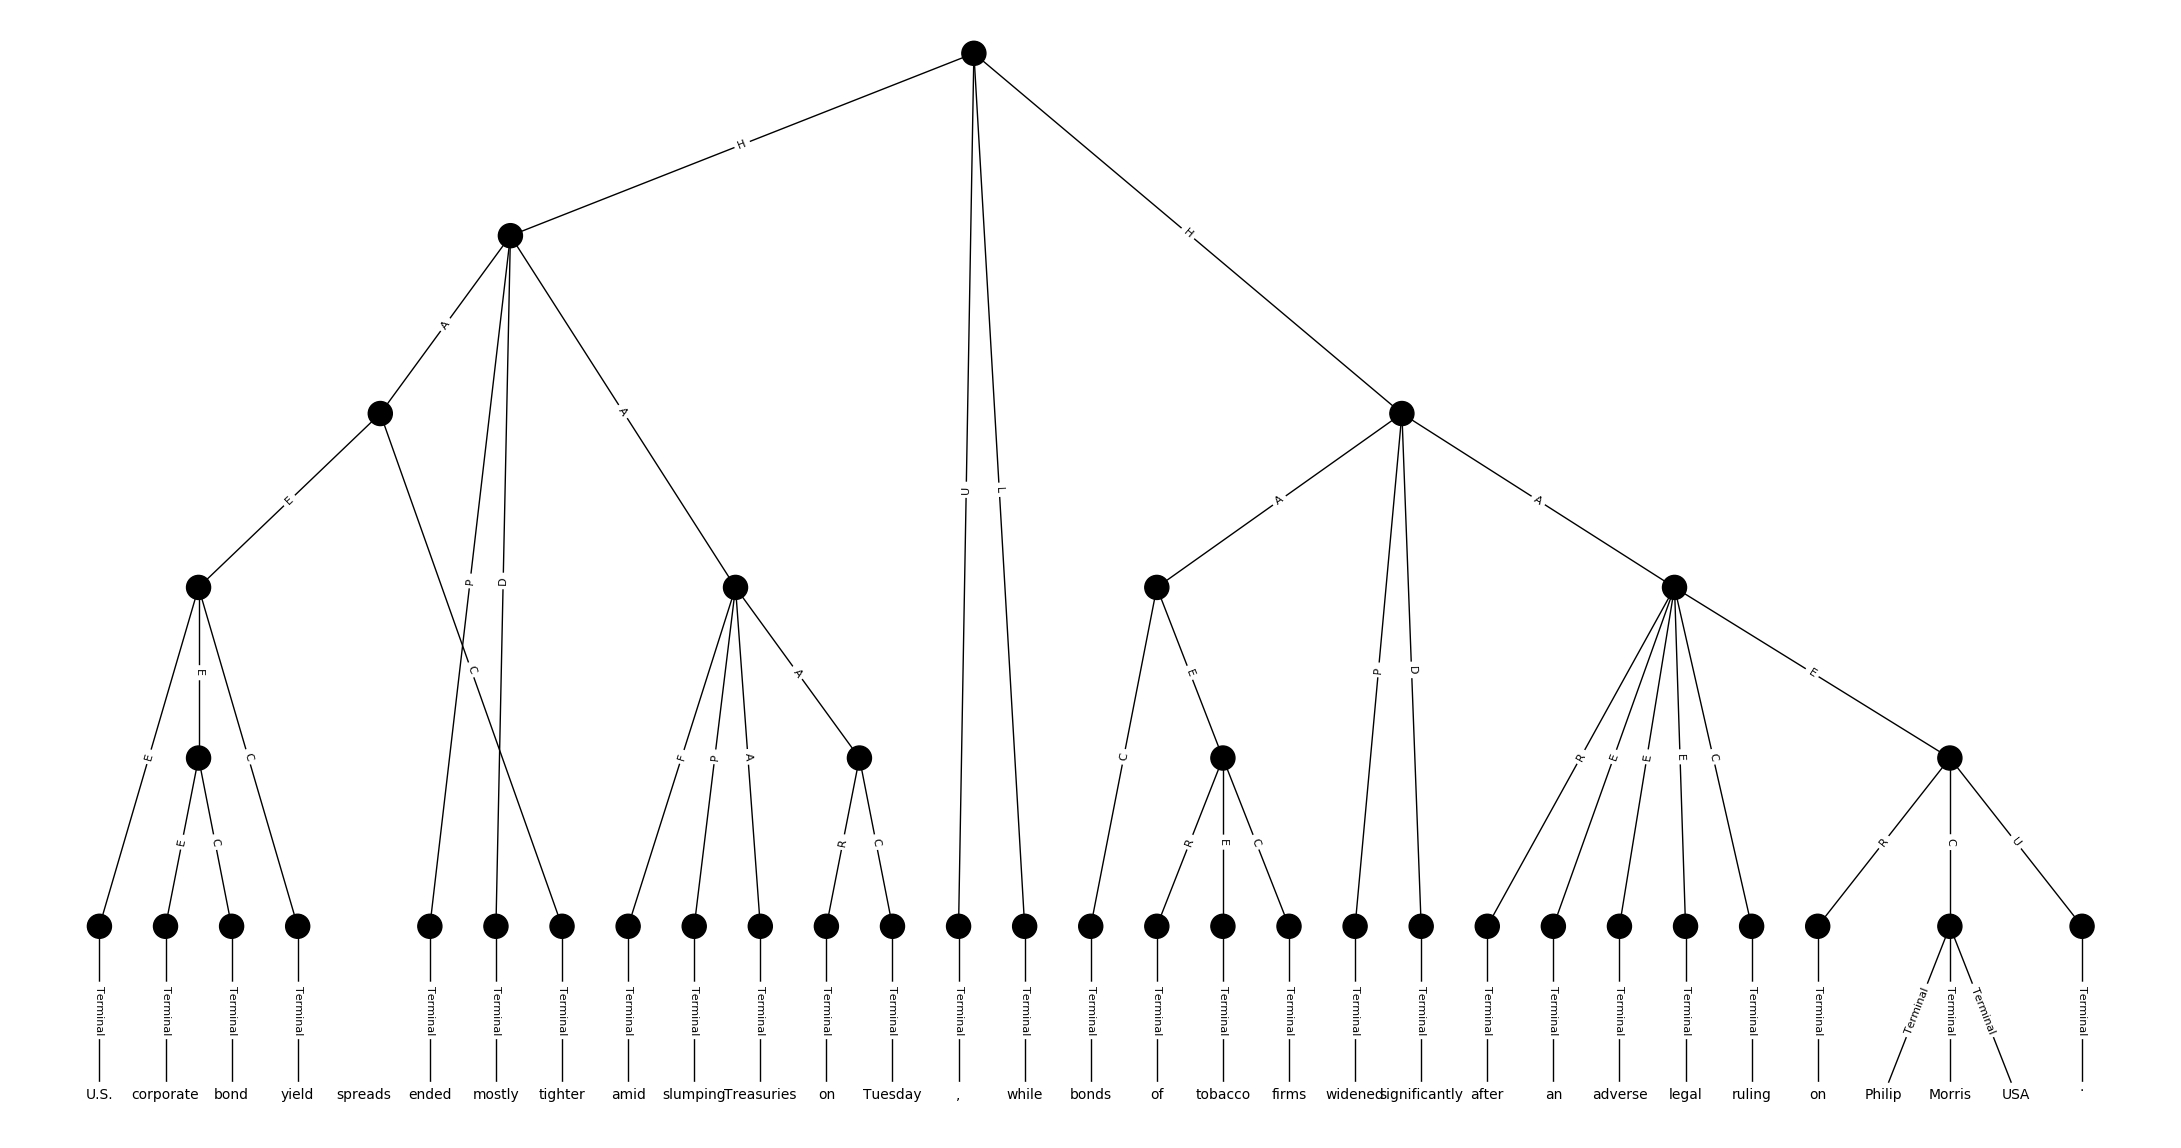 H
H
A
A
A
U
L
A
E
E
P
D
C
A
E
P
D
E
E
E
C
F
P
A
C
R
E
E
E
C
E
C
R
C
R
E
C
R
C
U
Terminal Terminal Terminal Terminal Terminal Terminal Terminal Terminal Terminal Terminal Terminal Terminal Terminal Terminal Terminal Terminal Terminal Terminal Terminal Terminal Terminal Terminal Terminal Terminal Terminal Terminal Terminal Terminal Terminal Terminal
U.S. corporate bond yield spreads ended mostly tighter amid slumping Treasuries on Tuesday , while bonds of tobacco firms widened significantly after an adverse legal ruling on Philip Morris USA .